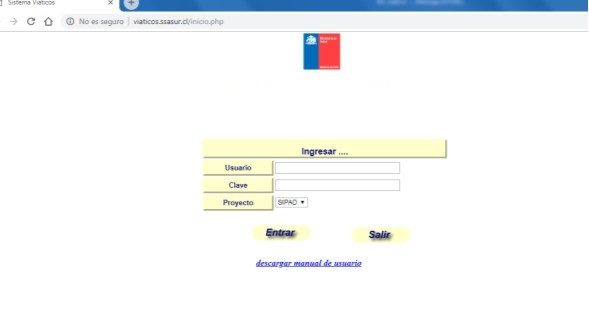 Sistema Viaticos
No es seguro | viaticos.ssasur.cl/inicio.php
Ingresar ....
Usuario
Clave
Proyecto SIPAD
Entrar Salir
descargar manual de usuario